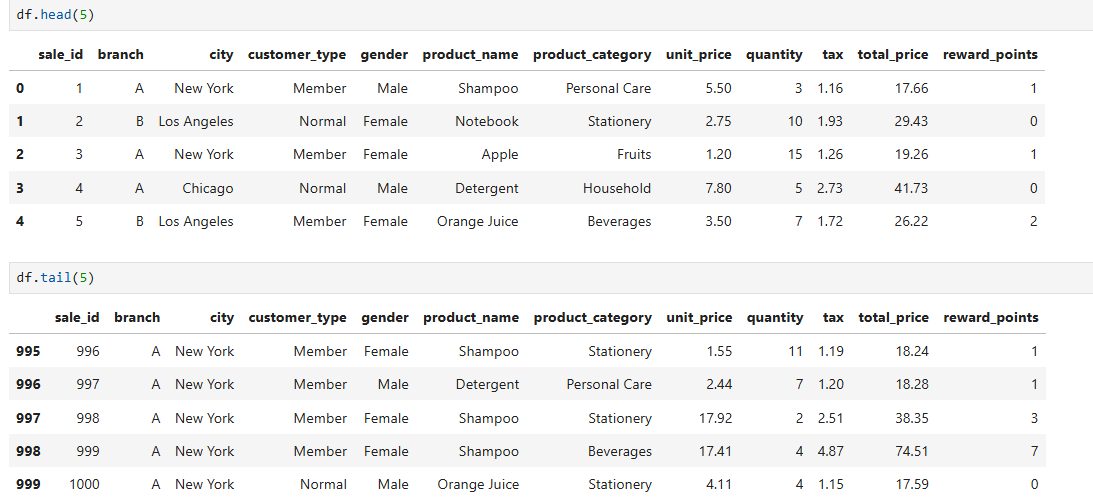 df.head(5)
sale_id branch city customer_type gender product_name product_category unit_price quantity tax total_price reward_points
0 1 A New York Member Male Shampoo Personal Care 5.50 3 1.16 17.66 1
1 2 B Los Angeles Normal Female Notebook Stationery 2.75 10 1.93 29.43 0
2 3 A New York Member Female Apple Fruits 1.20 15 1.26 19.26 1
3 4 A Chicago Normal Male Detergent Household 7.80 5 2.73 41.73 0
4 5 B Los Angeles Member Female Orange Juice Beverages 3.50 7 1.72 26.22 2
df.tail(5)
sale_id branch city customer_type gender product_name product_category unit_price quantity tax total_price reward_points
995 996 A New York Member Female Shampoo Stationery 1.55 11 1.19 18.24 1
996 997 A New York Member Male Detergent Personal Care 2.44 7 1.20 18.28 1
997 998 A New York Member Female Shampoo Stationery 17.92 2 2.51 38.35 3
998 999 A New York Member Female Shampoo Beverages 17.41 4 4.87 74.51 7
999 1000 A New York Normal Male Orange Juice Stationery 4.11 4 1.15 17.59 0